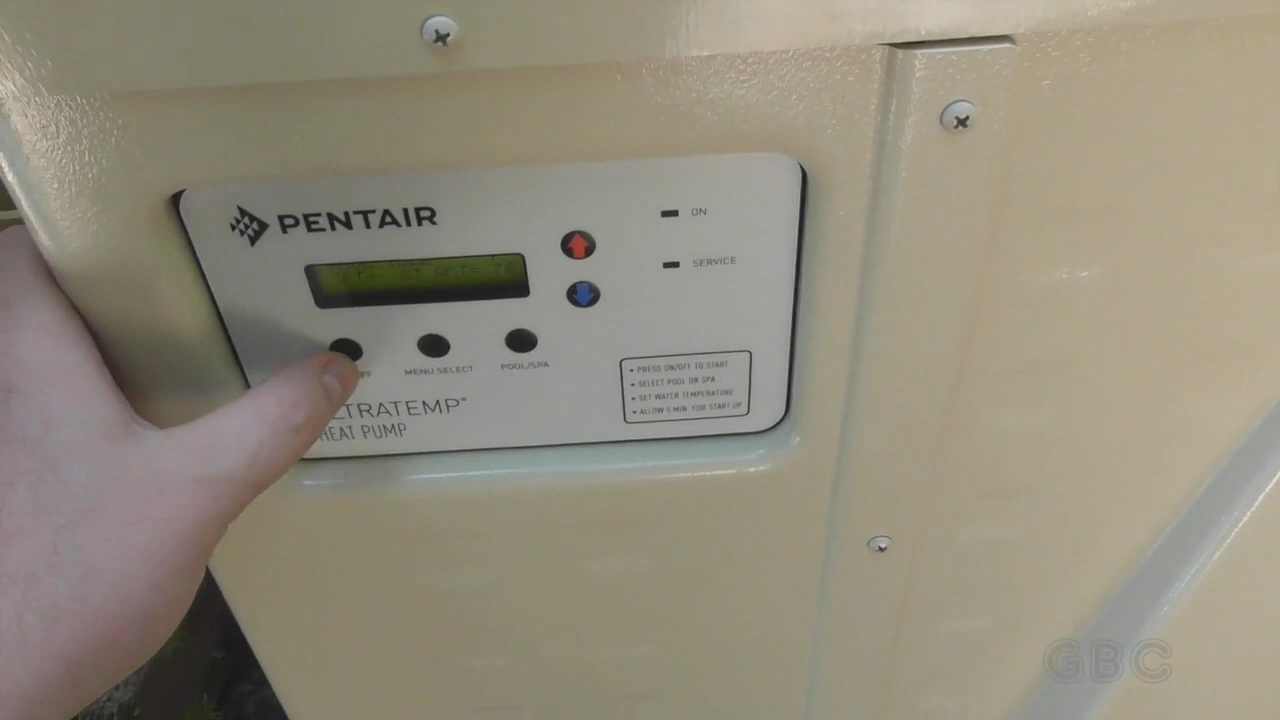 PENTAIR
ON
SERVICE
MENU SELECT
POOL/SPA
LTRATEMP®
HEAT PUMP
• PRESS ON/OFF TO START
• SELECT POOL OR SPA
• SET WATER TEMPERATURE
• ALLOW 5 MIN FOR START UP
GBC